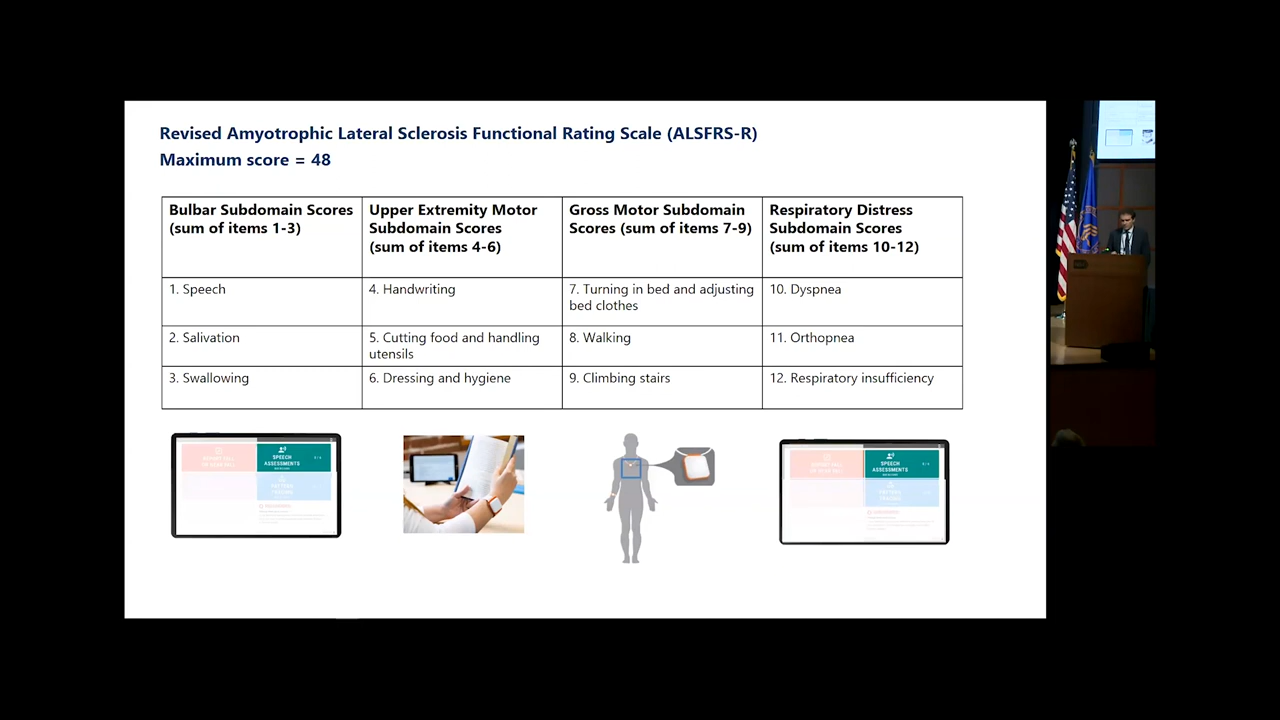 Revised Amyotrophic Lateral Sclerosis Functional Rating Scale (ALSFRS-R)
Maximum score = 48
Bulbar Subdomain Scores
(sum of items 1-3)
Upper Extremity Motor
Subdomain Scores
(sum of items 4-6)
Gross Motor Subdomain
Scores (sum of items 7-9)
Respiratory Distress
Subdomain Scores
(sum of items 10-12)
1. Speech
4. Handwriting
7. Turning in bed and adjusting
bed clothes
10. Dyspnea
2. Salivation
5. Cutting food and handling
utensils
8. Walking
11. Orthopnea
3. Swallowing
6. Dressing and hygiene
9. Climbing stairs
12. Respiratory insufficiency
SPEECH
ASSESSMENTS
SPEECH
ASSESSMENTS